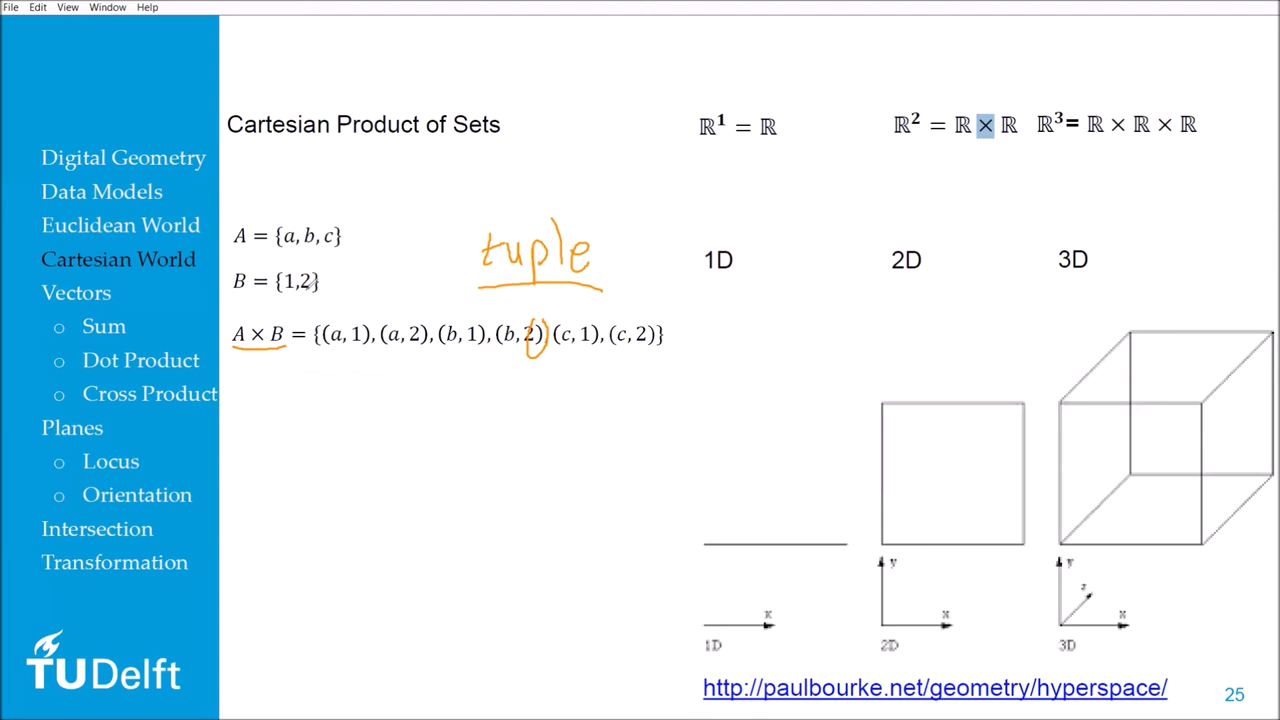 File Edit View Window Help
Cartesian Product of Sets
ℝ¹ = ℝ
ℝ² = ℝ × ℝ
ℝ³= ℝ × ℝ × ℝ
Digital Geometry
Data Models
Euclidean World
Cartesian World
Vectors
o Sum
o Dot Product
o Cross Product
Planes
o Locus
o Orientation
Intersection
Transformation
A = {a, b, c}
B = {1,2}
A × B = {(a, 1), (a, 2), (b, 1), (b, 2), (c, 1), (c, 2)}
tuple
1D
2D
3D
x
1D
y
x
2D
y
z
x
3D
http://paulbourke.net/geometry/hyperspace/
TUDelft
25